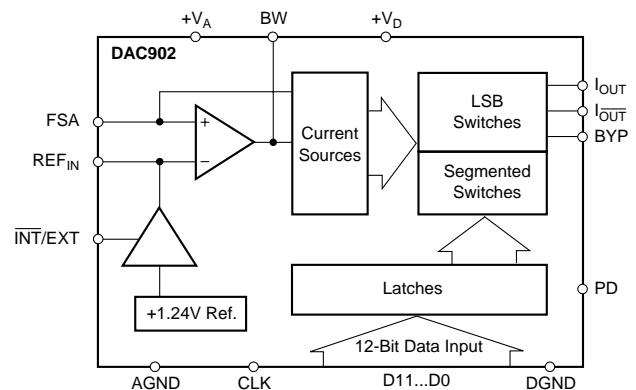 +VA
BW
+VD
DAC902
FSA
REFIN
INT/EXT
+
–
Current
Sources
LSB
Switches
Segmented
Switches
IOUT
IOUT
BYP
+1.24V Ref.
Latches
PD
12-Bit Data Input
AGND
CLK
D11...D0
DGND